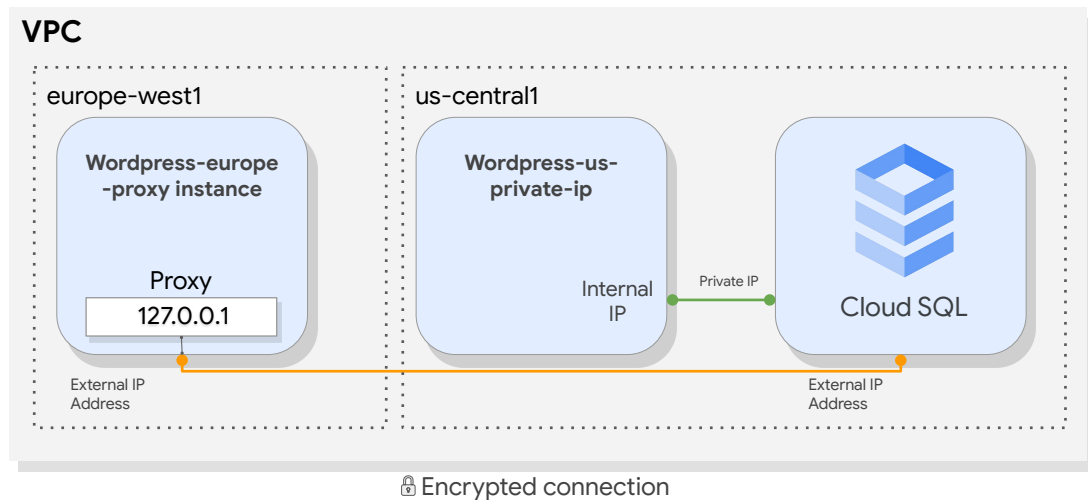 VPC
europe-west1
Wordpress-europe
-proxy instance
Proxy
127.0.0.1
External IP
Address
us-central1
Wordpress-us-
private-ip
Internal
IP
Private IP
Cloud SQL
External IP
Address
Encrypted connection